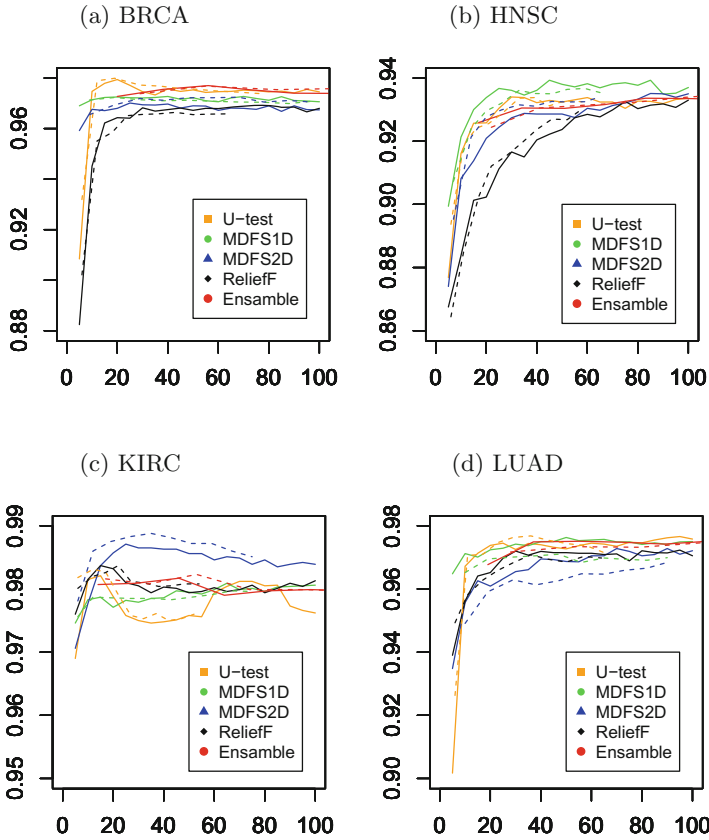 (a) BRCA
0.96
0.92
0.88
U-test
MDFS1D
MDFS2D
ReliefF
Ensamble
0 20 40 60 80 100
(b) HNSC
0.94
0.92
0.90
0.88
0.86
U-test
MDFS1D
MDFS2D
ReliefF
Ensamble
0 20 40 60 80 100
(c) KIRC
0.99
0.98
0.97
0.96
0.95
U-test
MDFS1D
MDFS2D
ReliefF
Ensamble
0 20 40 60 80 100
(d) LUAD
0.98
0.96
0.94
0.92
0.90
U-test
MDFS1D
MDFS2D
ReliefF
Ensamble
0 20 40 60 80 100